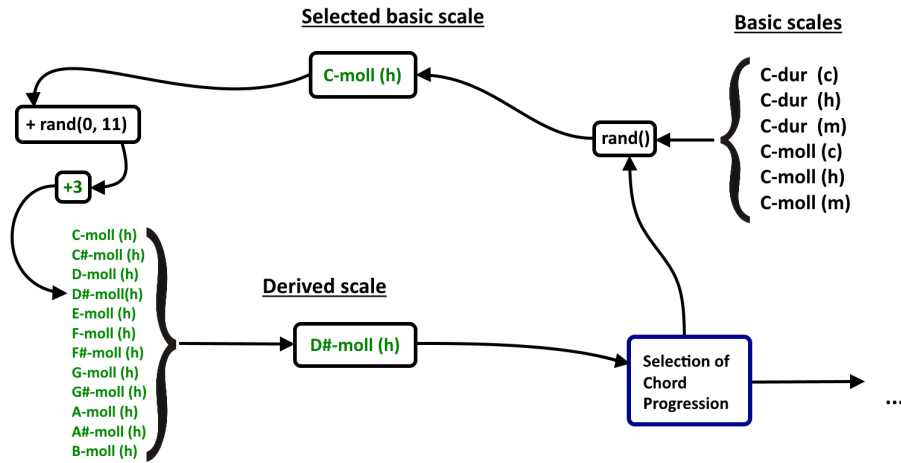 Selected basic scale
Basic scales
C-moll (h)
C-dur (c)
C-dur (h)
C-dur (m)
C-moll (c)
C-moll (h)
C-moll (m)
rand()
+ rand(0, 11)
+3
C-moll (h)
C#-moll (h)
D-moll (h)
D#-moll(h)
E-moll (h)
F-moll (h)
F#-moll (h)
G-moll (h)
G#-moll (h)
A-moll (h)
A#-moll (h)
B-moll (h)
Derived scale
D#-moll (h)
Selection of
Chord
Progression
...